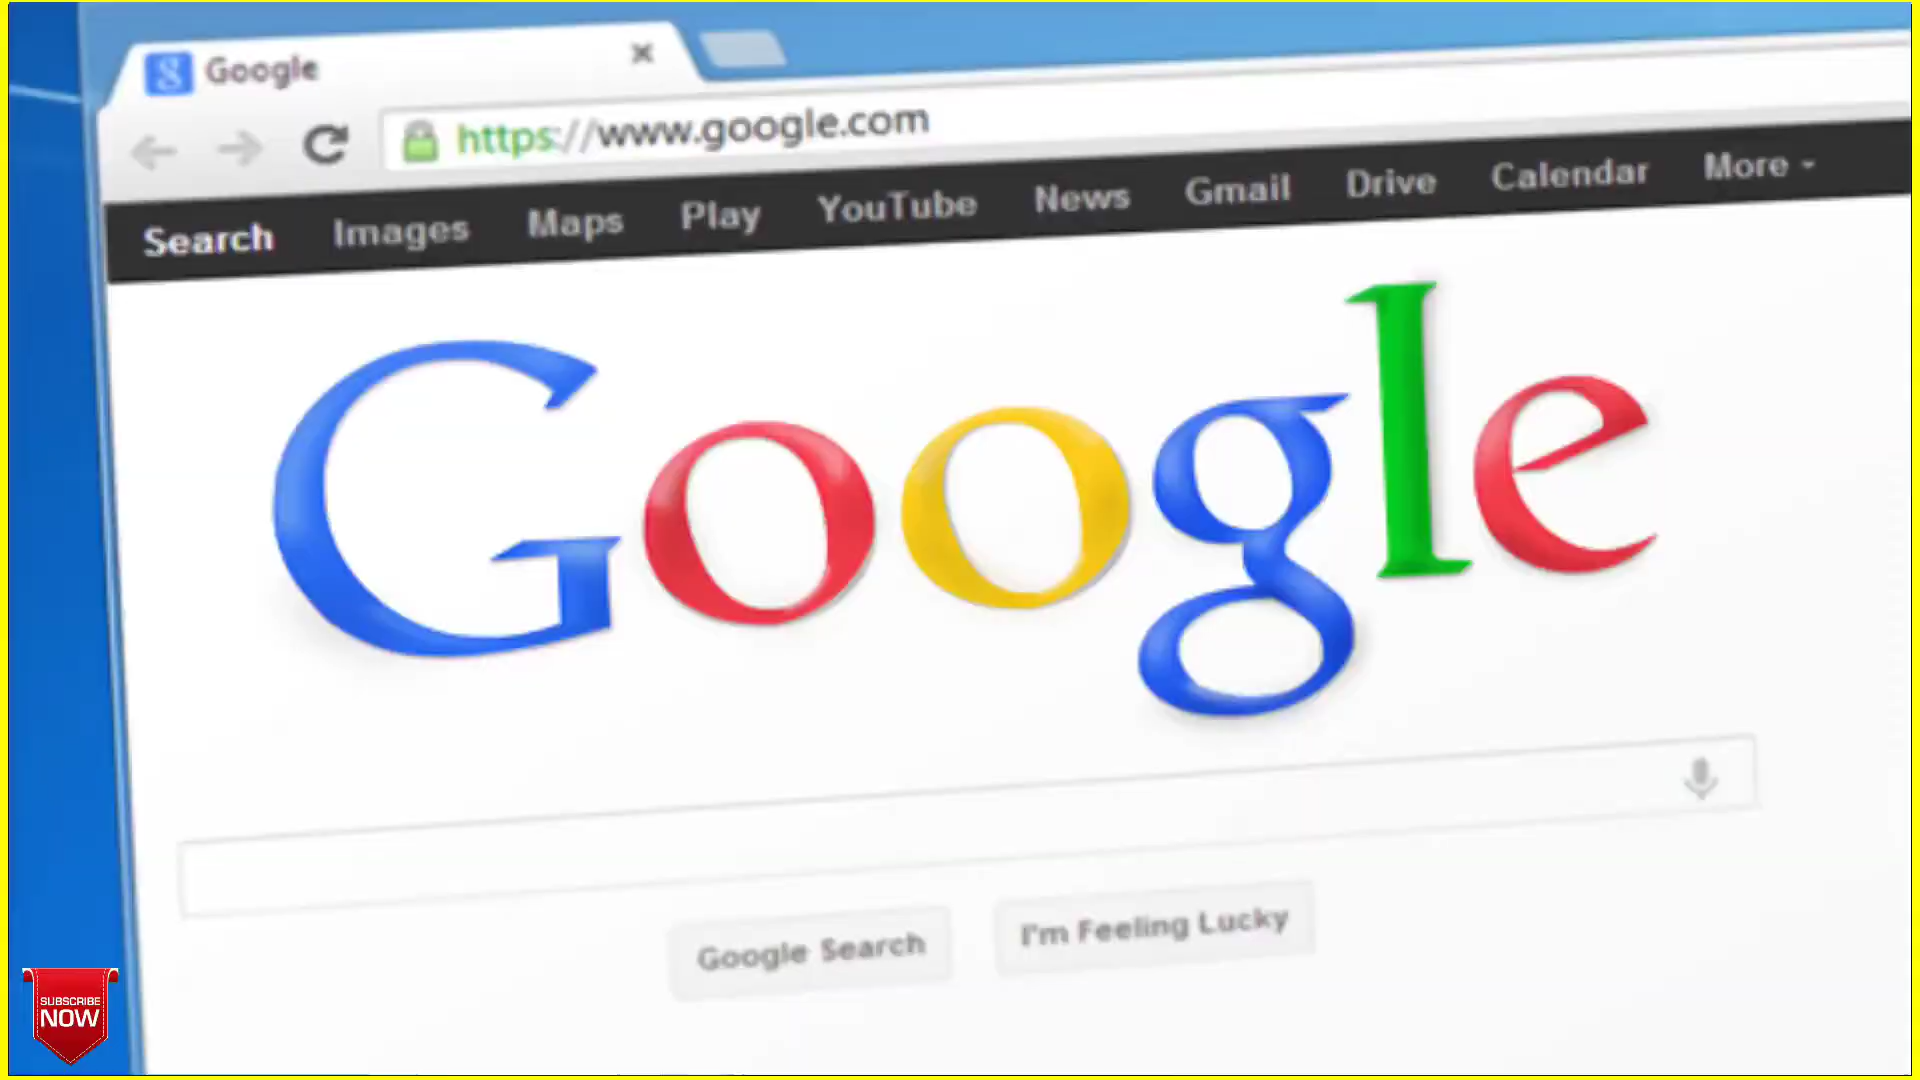 Google
https://www.google.com
Search Images Maps Play YouTube News Gmail Drive Calendar More
Google
Google Search I'm Feeling Lucky
SUBSCRIBE
NOW